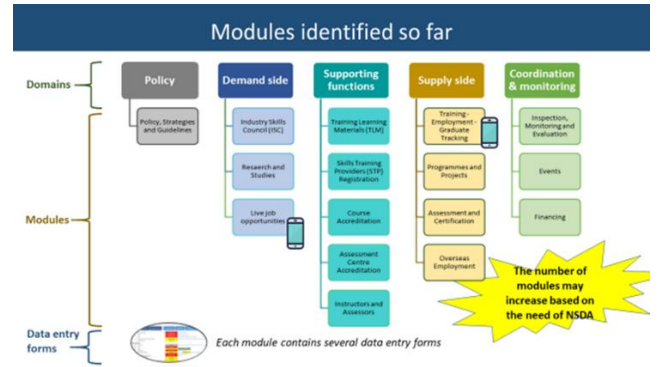 Modules identified so far
Domains
Policy
Demand side
Supporting
functions
Supply side
Coordination
& monitoring
Modules
Policy, Strategies
and Guidelines
Industry Skills
Council (ISC)
Research and
Studies
Live job
opportunities
Training Learning
Materials (TLM)
Skills Training
Providers (STP)
Registration
Course
Accreditation
Assessment
Centre
Accreditation
Instructors and
Assessors
Training -
Employment -
Graduate
Tracking
Programmes and
Projects
Assessment and
Certification
Overseas
Employment
Inspection,
Monitoring and
Evaluation
Events
Financing
The number of
modules may
increase based on
the need of NSDA
Data entry
forms
Each module contains several data entry forms